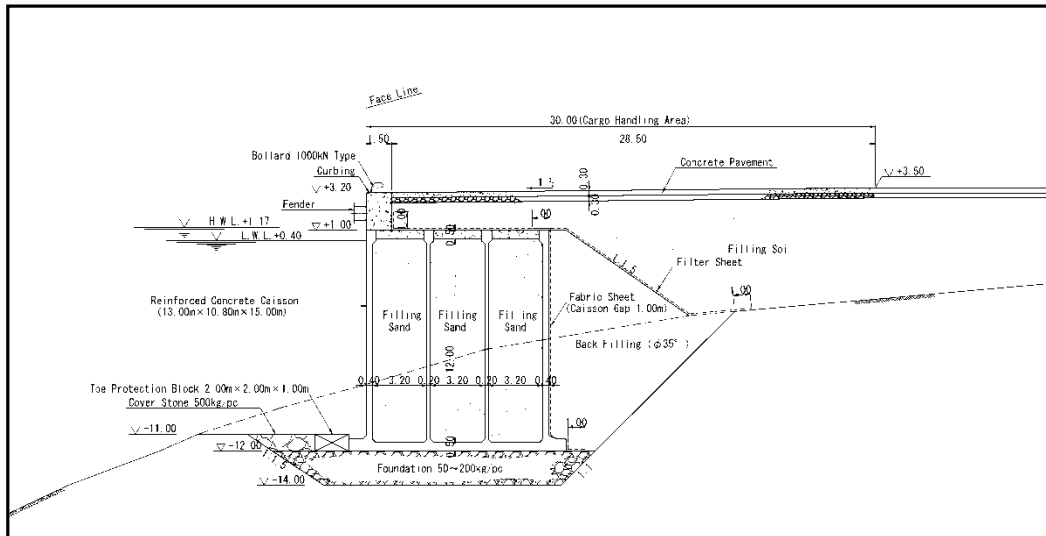 Face Line
30.00(Cargo Handling Area)
1.50
28.50
Bollard 1000kN Type
Curbing
Concrete Pavement
+3.50
+3.20
0.30
Fender
0.30
1.00
H.W.L.+1.17
+1.00
L.W.L.+0.40
Filling Soi
Filter Sheet
1:1.5
Reinforced Concrete Caisson
(13.00m×10.80m×15.00m)
Fabric Sheet
(Caisson Gap 1.00m)
Filling Sand
Filling Sand
Filling Sand
Back Filling (φ35°)
12.00
0.40 3.20 0.20 3.20 0.20 3.20 0.40
Toe Protection Block 2.00m×2.00m×1.00m
Cover Stone 500kg/pc
-11.00
-12.00
Foundation 50~200kg/pc
-14.00